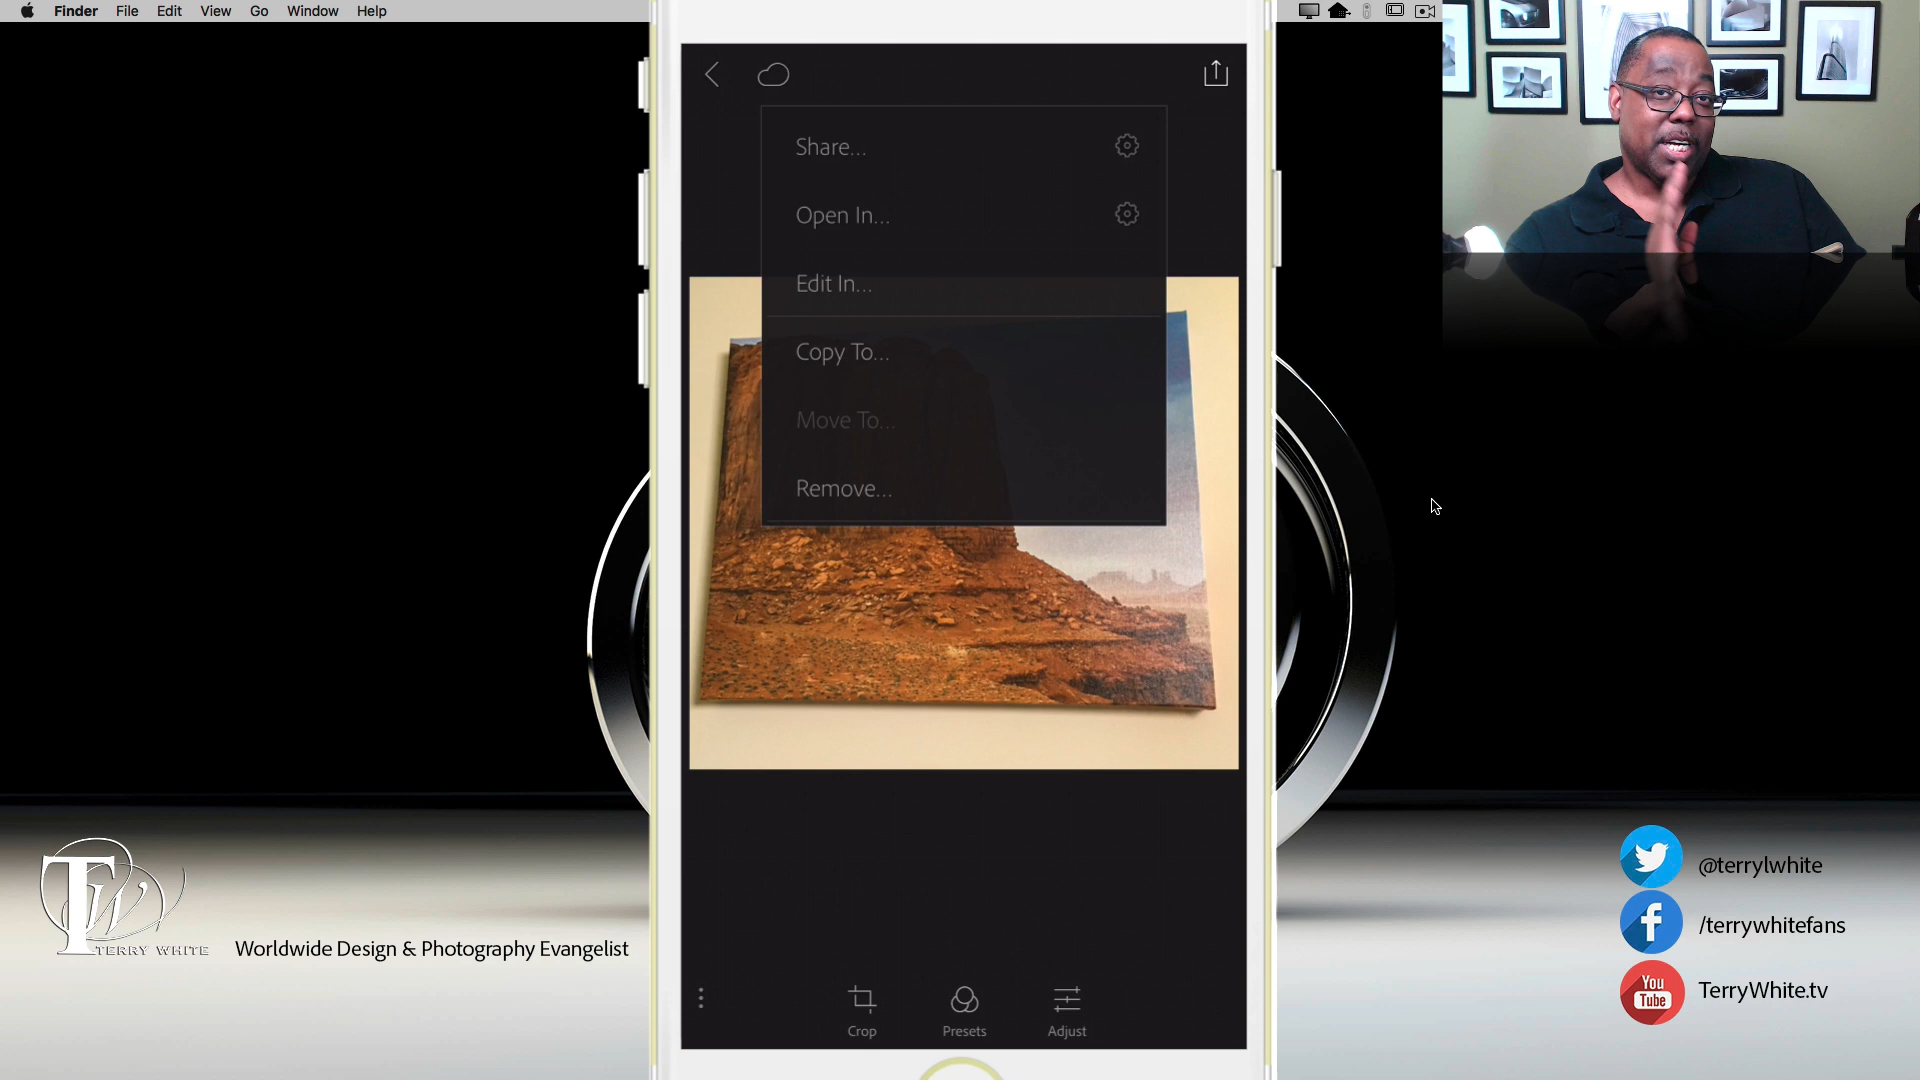 Finder File Edit View Go Window Help
Share...
Open In...
Edit In...
Copy To...
Move To...
Remove...
Crop Presets Adjust
TW
TERRY WHITE
Worldwide Design & Photography Evangelist
@terrylwhite
/terrywhitefans
You
Tube
TerryWhite.tv